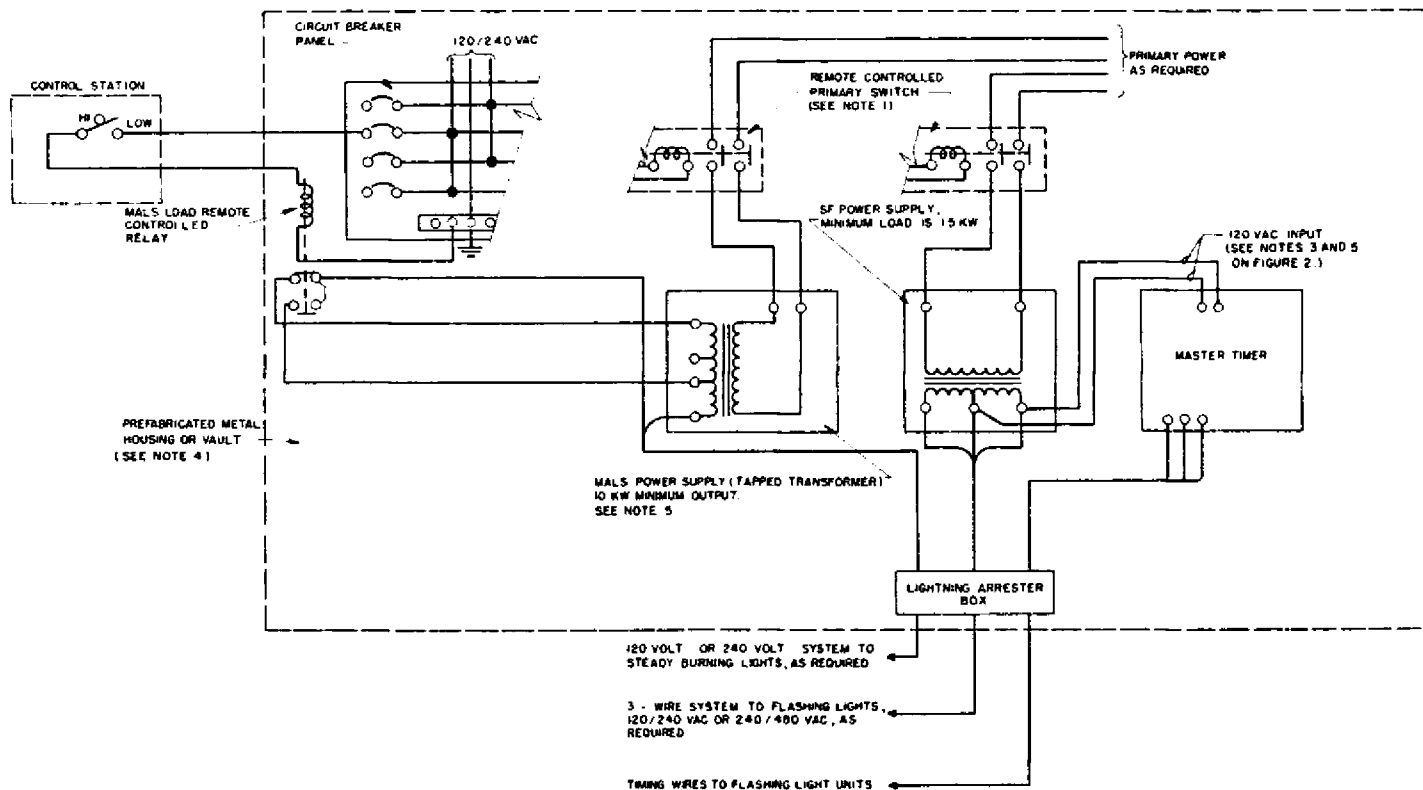 CIRCUIT BREAKER
PANEL
120/240 VAC
PRIMARY POWER
AS REQUIRED
REMOTE CONTROLLED
PRIMARY SWITCH
(SEE NOTE 1)
CONTROL STATION
HI
LOW
MALS LOAD REMOTE
CONTROLLED
RELAY
SF POWER SUPPLY,
MINIMUM LOAD IS 15 KW
120 VAC INPUT
(SEE NOTES 3 AND 5
ON FIGURE 2.)
MASTER TIMER
PREFABRICATED METAL
HOUSING OR VAULT
(SEE NOTE 4)
MALS POWER SUPPLY (TAPPED TRANSFORMER)
10 KW MINIMUM OUTPUT.
SEE NOTE 5
LIGHTNING ARRESTER
BOX
120 VOLT OR 240 VOLT SYSTEM TO
STEADY BURNING LIGHTS, AS REQUIRED
3 - WIRE SYSTEM TO FLASHING LIGHTS,
120/240 VAC OR 240/480 VAC, AS
REQUIRED
TIMING WIRES TO FLASHING LIGHT UNITS